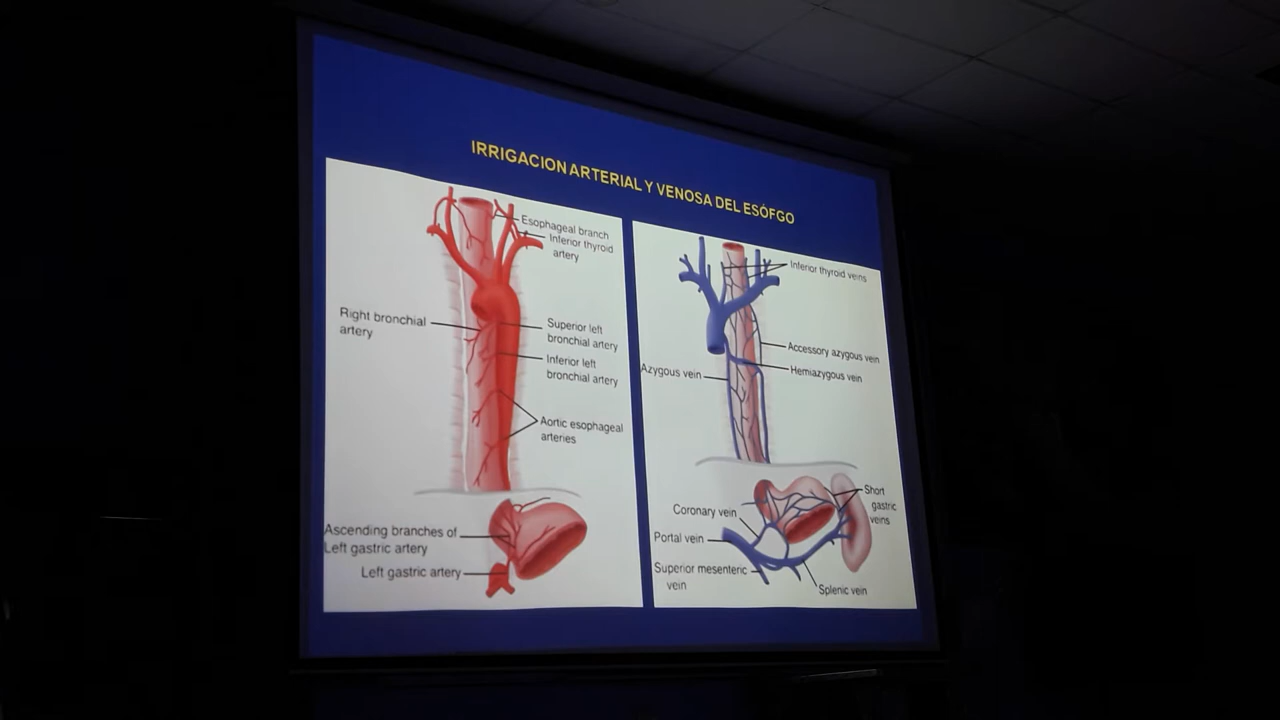 IRRIGACION ARTERIAL Y VENOSA DEL ESÓFGO
Esophageal branch
Inferior thyroid
artery
Right bronchial
artery
Superior left
bronchial artery
Inferior left
bronchial artery
Aortic esophageal
arteries
Ascending branches of
Left gastric artery
Left gastric artery
Inferior thyroid veins
Accessory azygous vein
Hemiazygous vein
Azygous vein
Short
gastric
veins
Coronary vein
Portal vein
Superior mesenteric
vein
Splenic vein